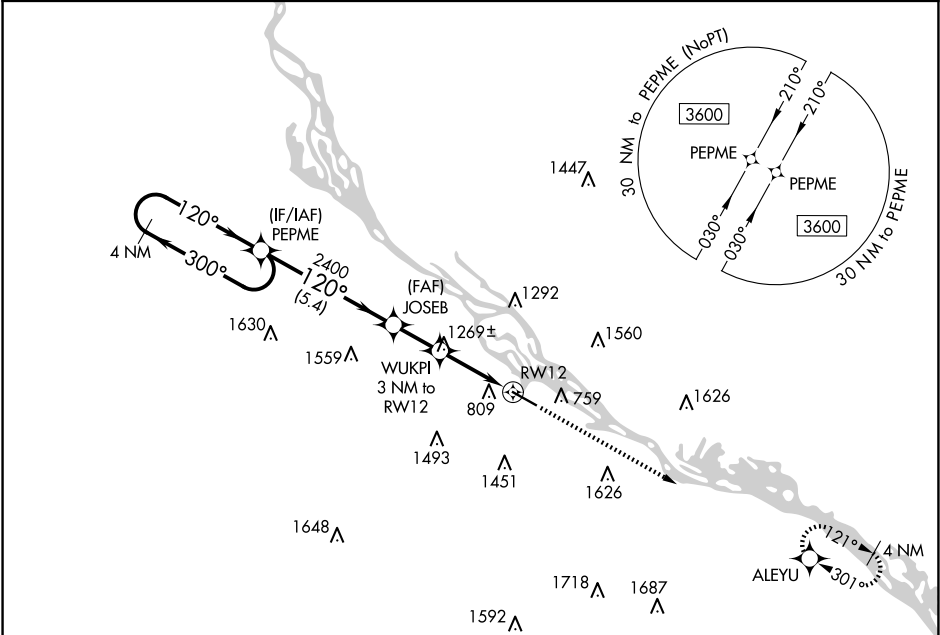 30 NM to PEPME (NoPT)
210°
210°
3600
PEPME
PEPME
3600
030°
030°
30 NM to PEPME
1447
120°
(IF/IAF)
PEPME
4 NM
300°
2400
120°
(5.4)
(FAF)
JOSEB
1292
1630
1269±
1560
1559
WUKPI
3 NM to
RW12
RW12
809
759
1626
1493
1451
1626
1648
121°
4 NM
ALEYU
301°
1718
1687
1592